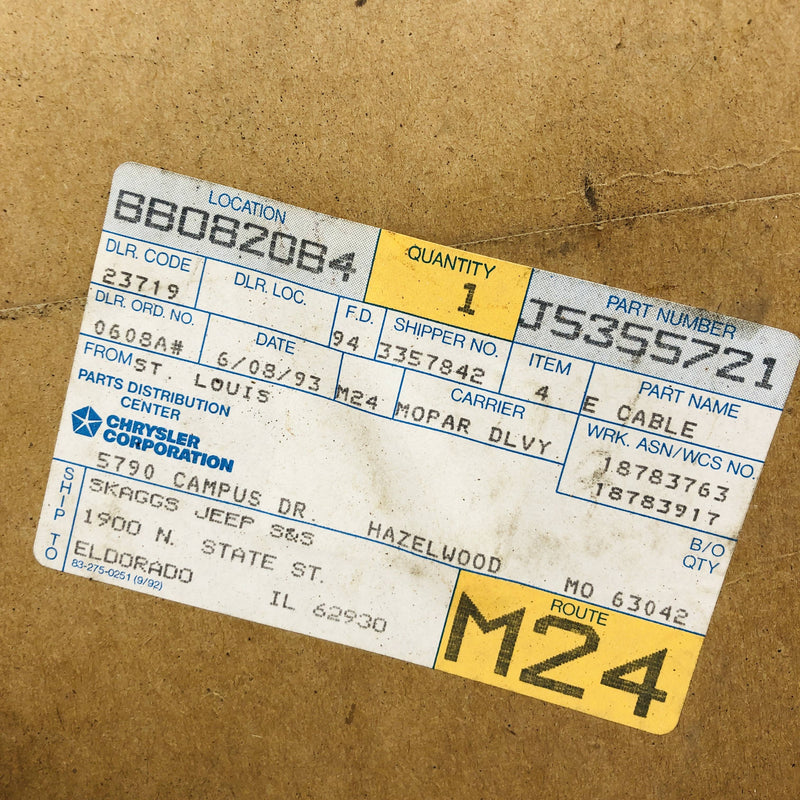 LOCATION
BB082084
QUANTITY
1
PART NUMBER
J5355721
DLR. CODE
23719
DLR. LOC.
F.D.
94
SHIPPER NO.
3357842
ITEM
4
PART NAME
E CABLE
DLR. ORD. NO.
0608A#
DATE
6/08/93
M24
CARRIER
MOPAR DLVY
WRK. ASN/WCS NO.
18783763
18783917
FROM ST. LOUIS
PARTS DISTRIBUTION
CENTER
CHRYSLER
CORPORATION
5790 CAMPUS DR. HAZELWOOD MO 63042
B/O
QTY
SHIP TO
SKAGGS JEEP S&S
1900 N. STATE ST.
ELDORADO IL 62930
83-275-0251 (9/92)
ROUTE
M24